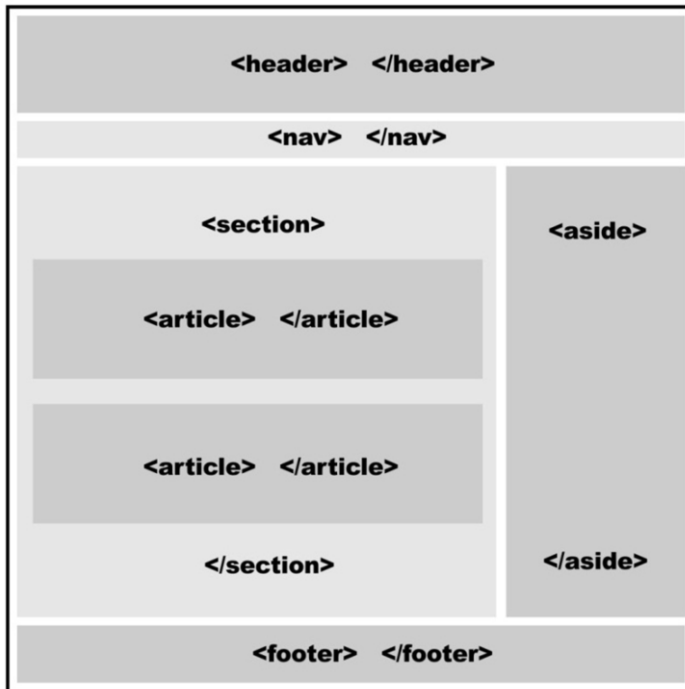 <header> </header>
<nav> </nav>
<section>
<article> </article>
<article> </article>
</section>
<aside>
</aside>
<footer> </footer>